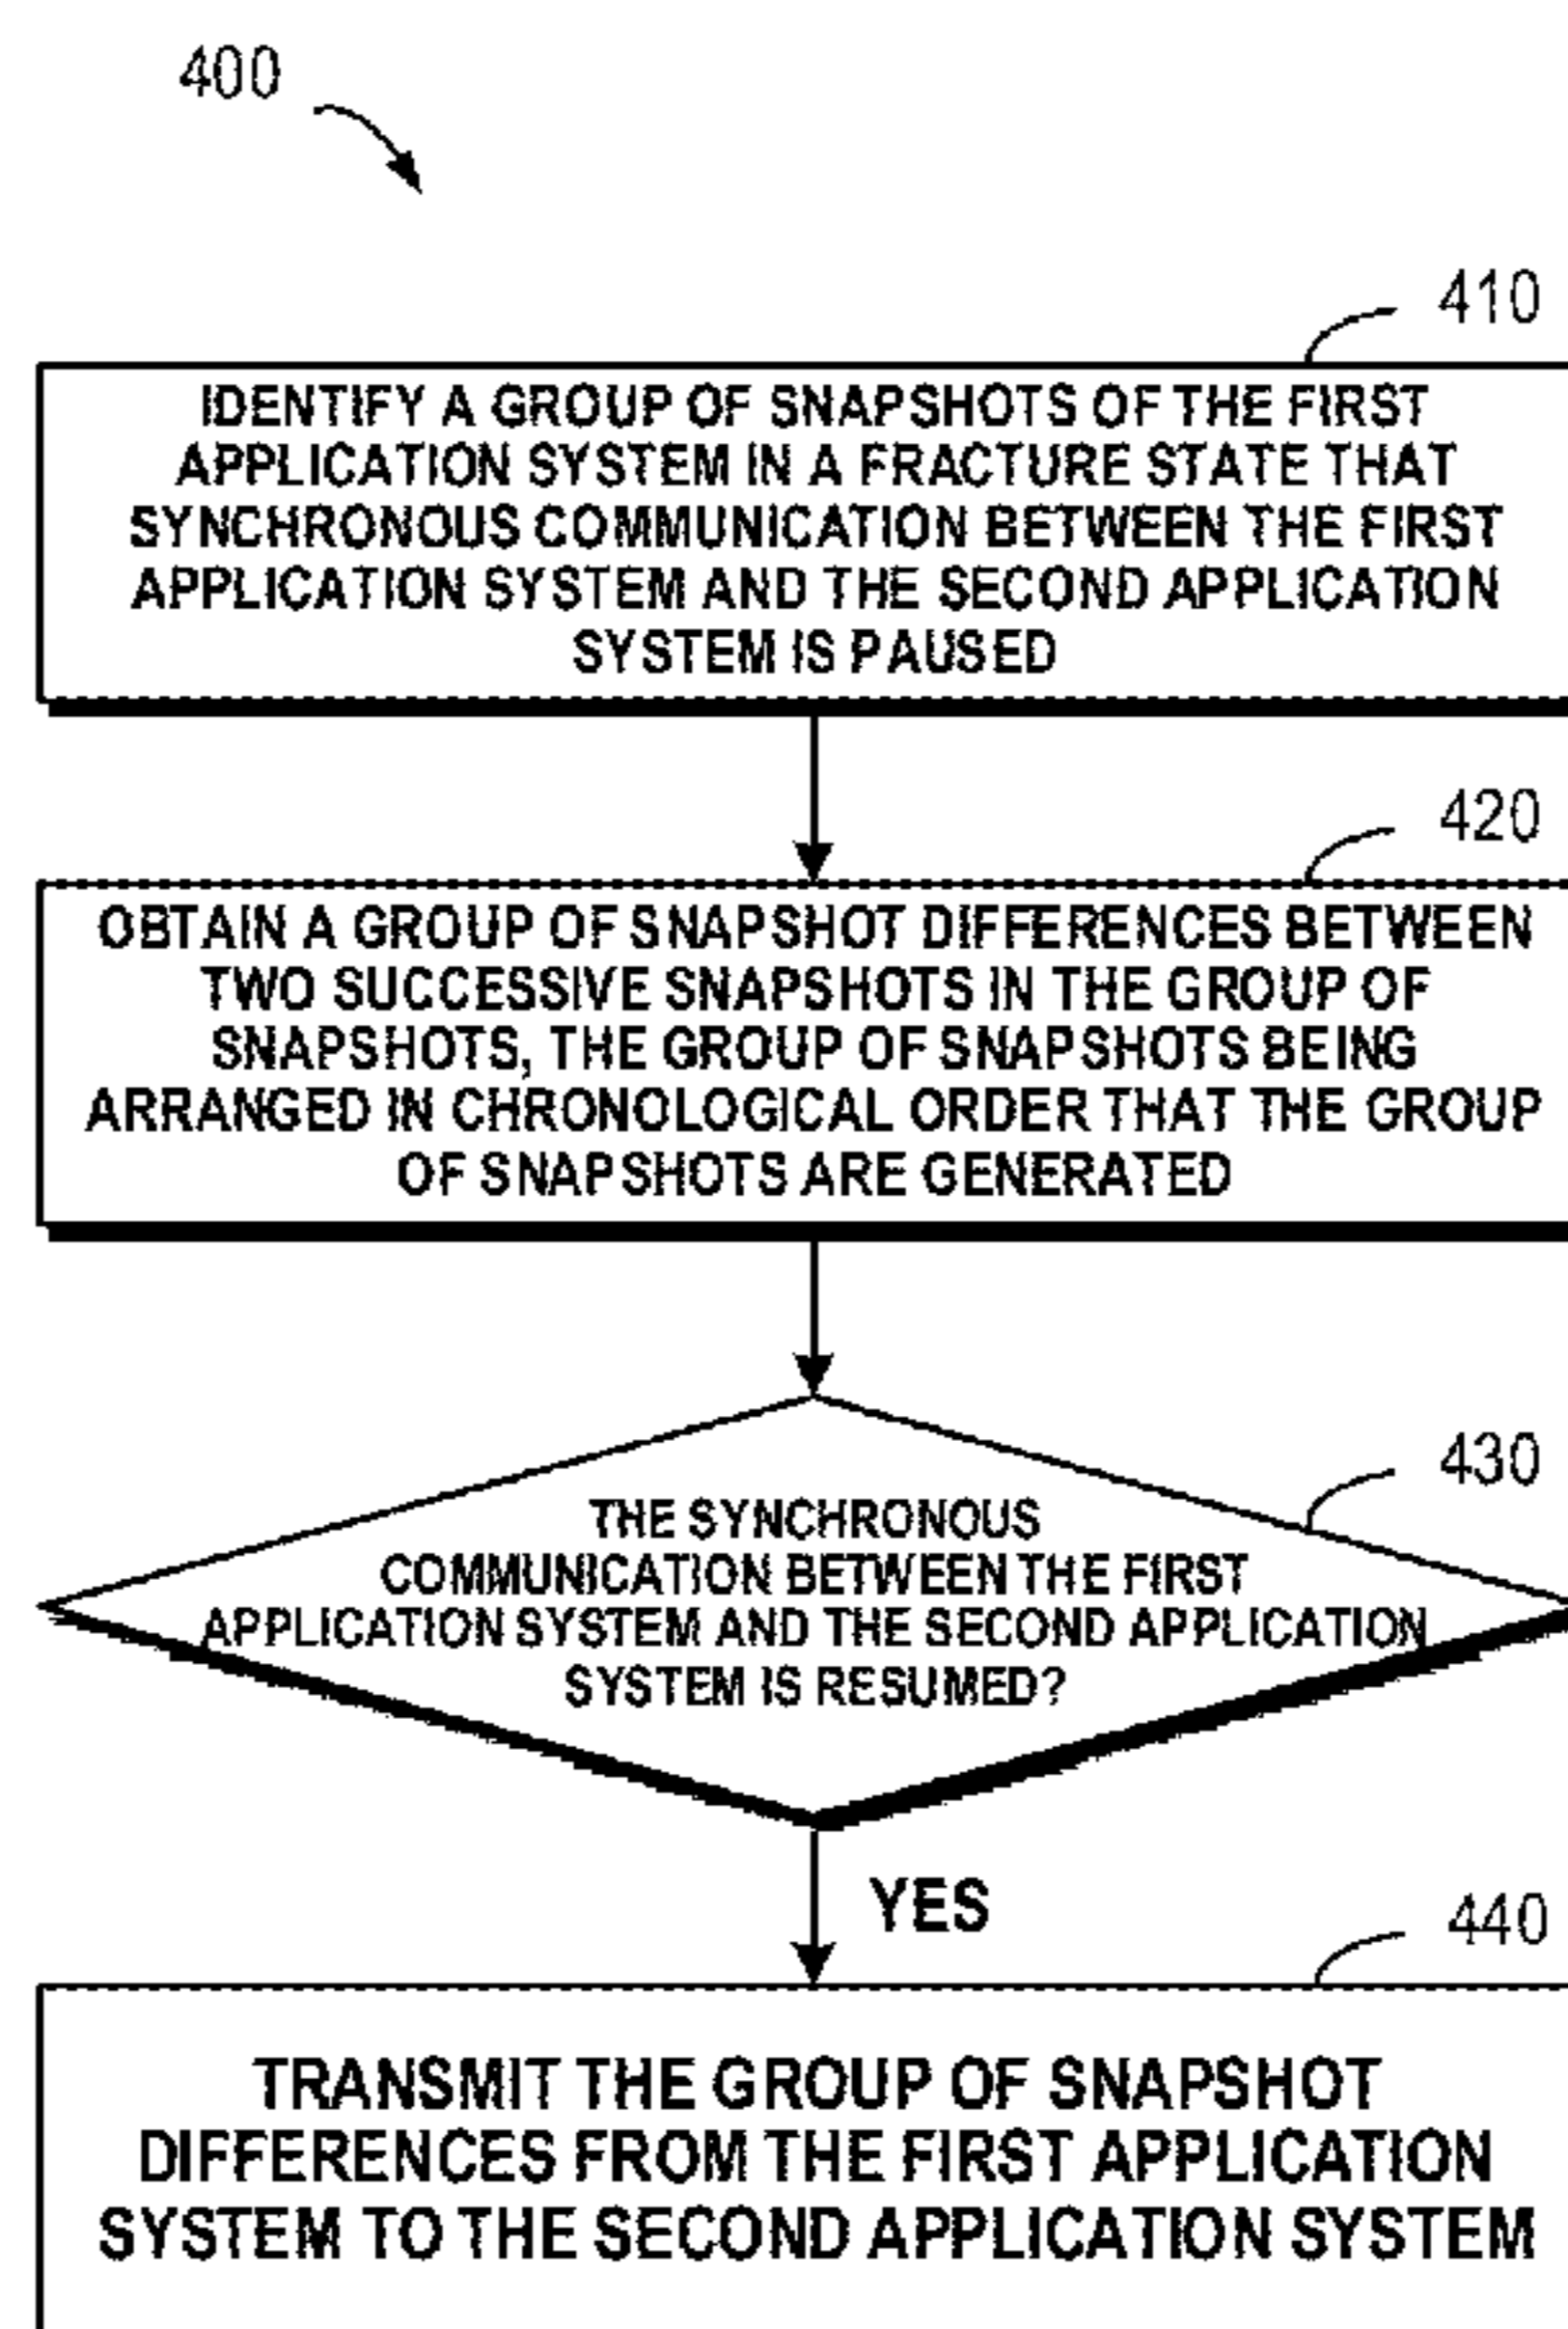 400
410
IDENTIFY A GROUP OF SNAPSHOTS OF THE FIRST
APPLICATION SYSTEM IN A FRACTURE STATE THAT
SYNCHRONOUS COMMUNICATION BETWEEN THE FIRST
APPLICATION SYSTEM AND THE SECOND APPLICATION
SYSTEM IS PAUSED
420
OBTAIN A GROUP OF SNAPSHOT DIFFERENCES BETWEEN
TWO SUCCESSIVE SNAPSHOTS IN THE GROUP OF
SNAPSHOTS, THE GROUP OF SNAPSHOTS BEING
ARRANGED IN CHRONOLOGICAL ORDER THAT THE GROUP
OF SNAPSHOTS ARE GENERATED
430
THE SYNCHRONOUS
COMMUNICATION BETWEEN THE FIRST
APPLICATION SYSTEM AND THE SECOND APPLICATION
SYSTEM IS RESUMED?
YES
440
TRANSMIT THE GROUP OF SNAPSHOT
DIFFERENCES FROM THE FIRST APPLICATION
SYSTEM TO THE SECOND APPLICATION SYSTEM